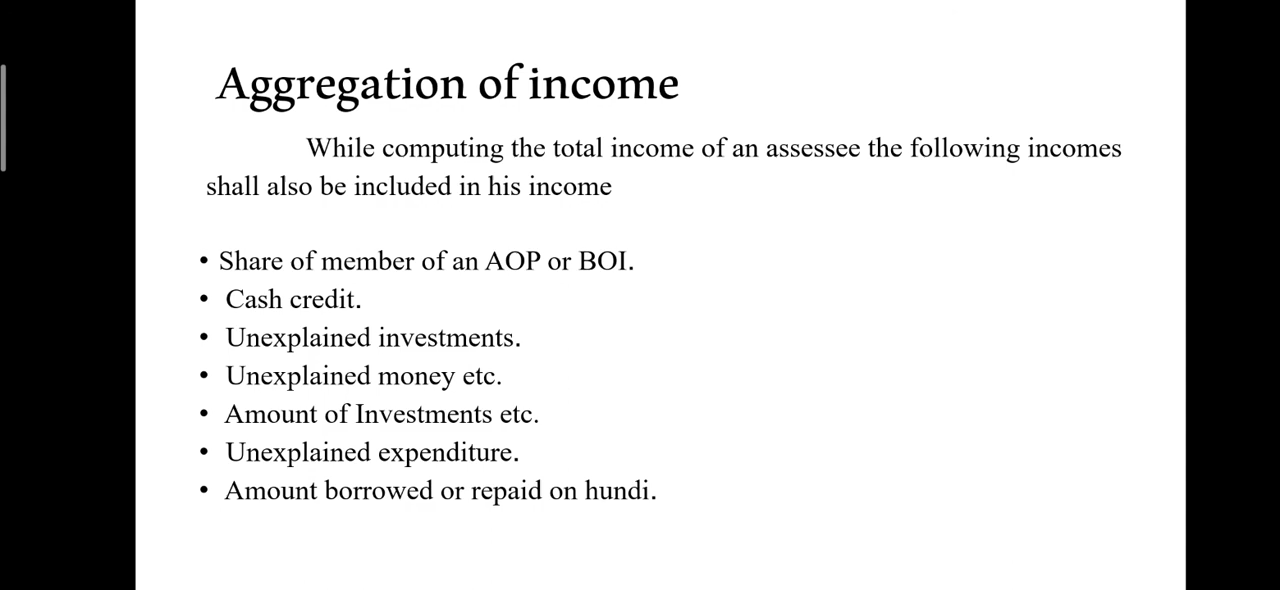 Aggregation of income
While computing the total income of an assessee the following incomes
shall also be included in his income
• Share of member of an AOP or BOI.
• Cash credit.
• Unexplained investments.
• Unexplained money etc.
• Amount of Investments etc.
• Unexplained expenditure.
• Amount borrowed or repaid on hundi.